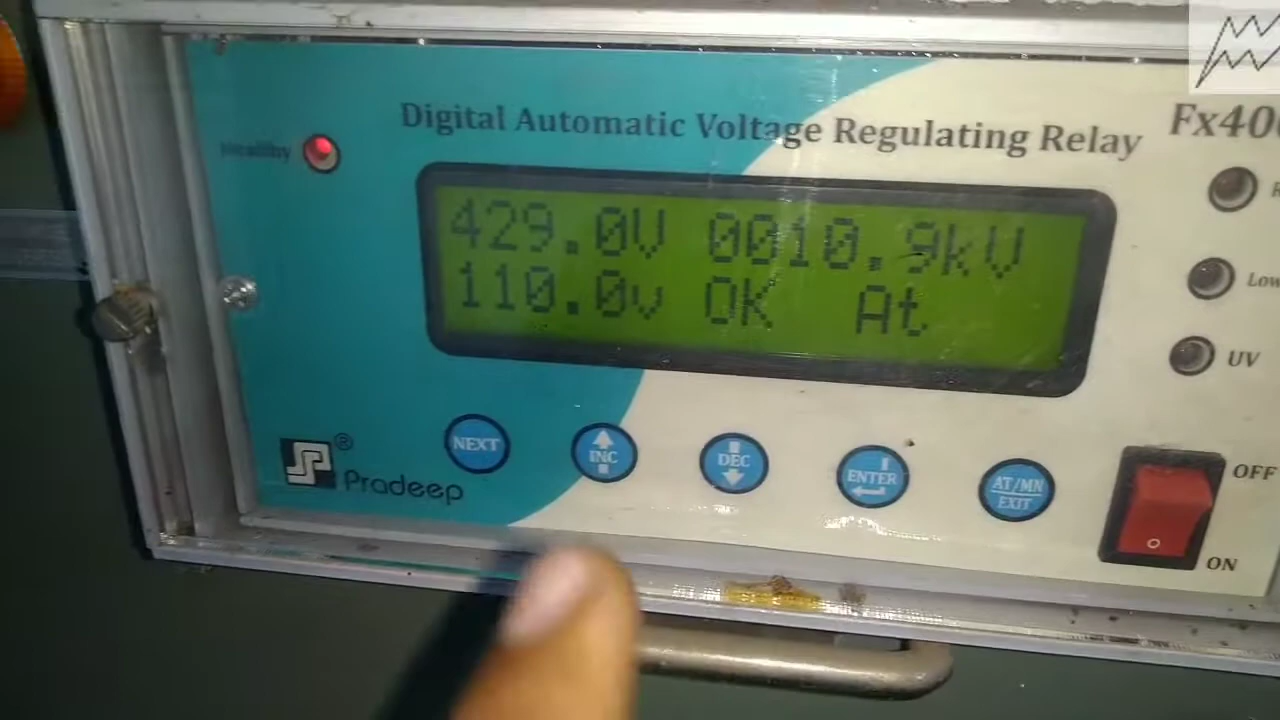 Digital Automatic Voltage Regulating Relay
Healthy
429.0V 0010.9kV
110.0v OK At
Low
UV
NEXT
INC
DEC
ENTER
AT/MN
EXIT
OFF
ON
Pradeep®